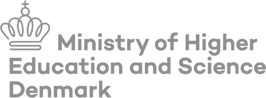 Ministry of Higher
Education and Science
Denmark